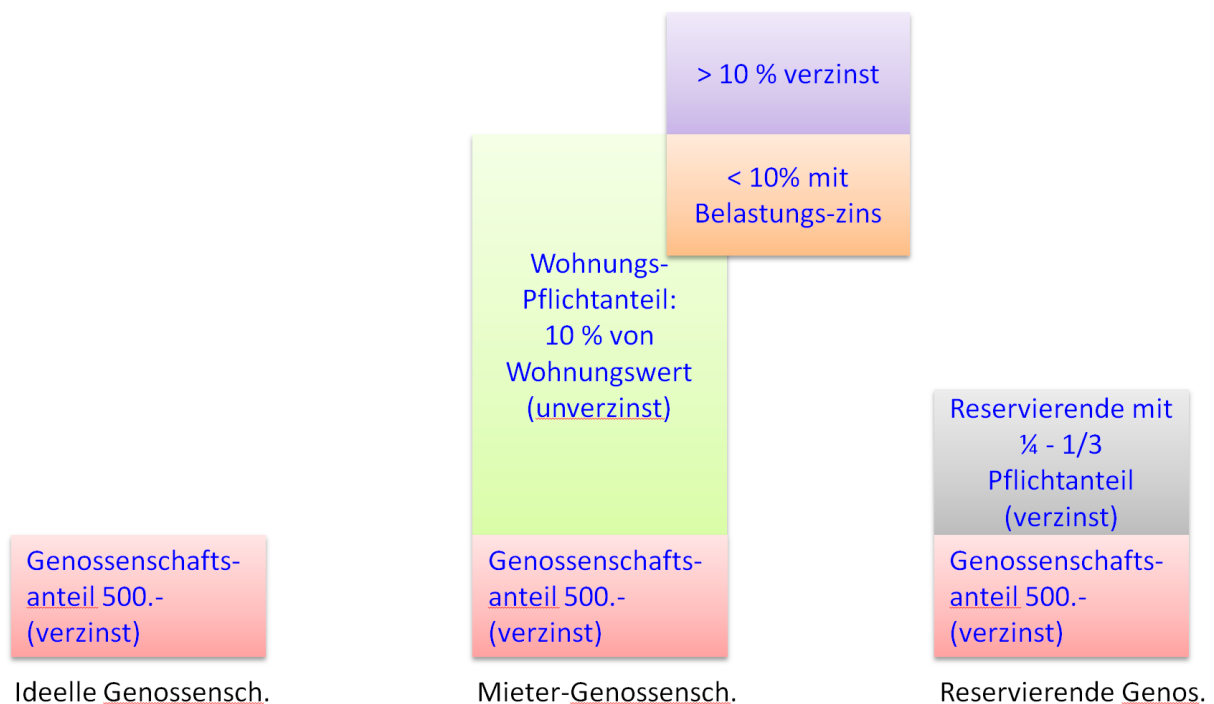 > 10 % verzinst
< 10% mit
Belastungs-zins
Wohnungs-
Pflichtanteil:
10 % von
Wohnungswert
(unverzinst)
Reservierende mit
¼ - 1/3
Pflichtanteil
(verzinst)
Genossenschafts-
anteil 500.-
(verzinst)
Genossenschafts-
anteil 500.-
(verzinst)
Genossenschafts-
anteil 500.-
(verzinst)
Ideelle Genossensch.
Mieter-Genossensch.
Reservierende Genos.